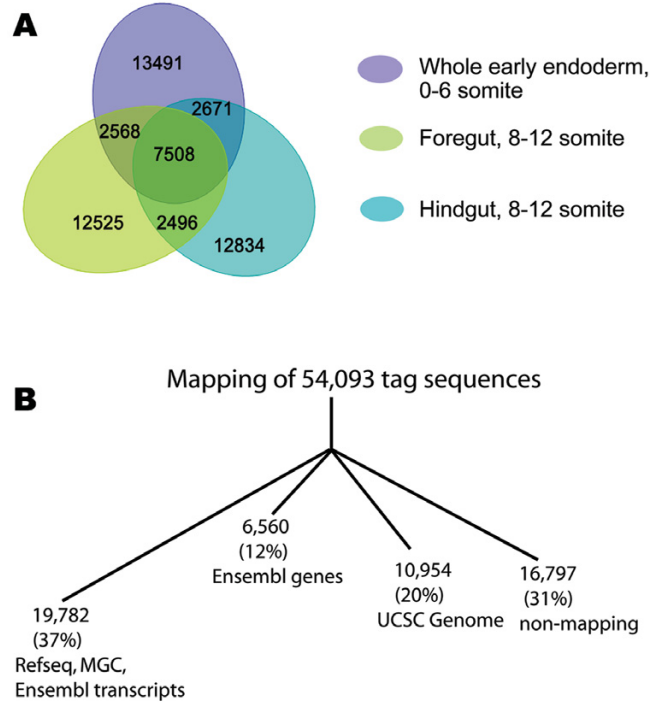 A
13491
2671
2568
7508
12525
2496
12834
Whole early endoderm,
0-6 somite
Foregut, 8-12 somite
Hindgut, 8-12 somite
B
Mapping of 54,093 tag sequences
19,782
(37%)
Refseq, MGC,
Ensembl transcripts
6,560
(12%)
Ensembl genes
10,954
(20%)
UCSC Genome
16,797
(31%)
non-mapping